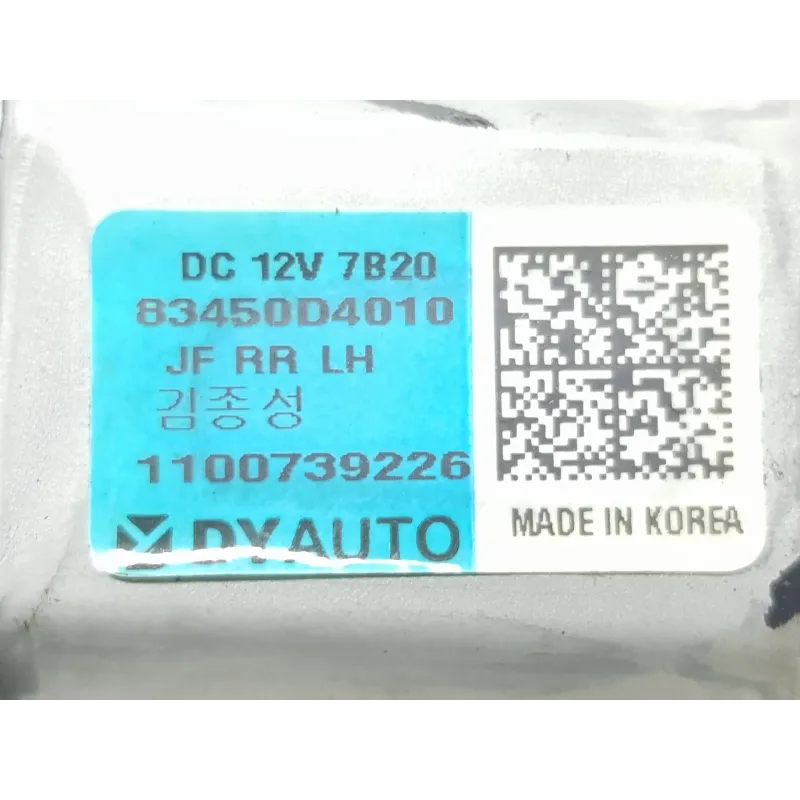 DC 12V 7B20
83450D4010
JF RR LH
김종성
1100739226
DYAUTO
MADE IN KOREA